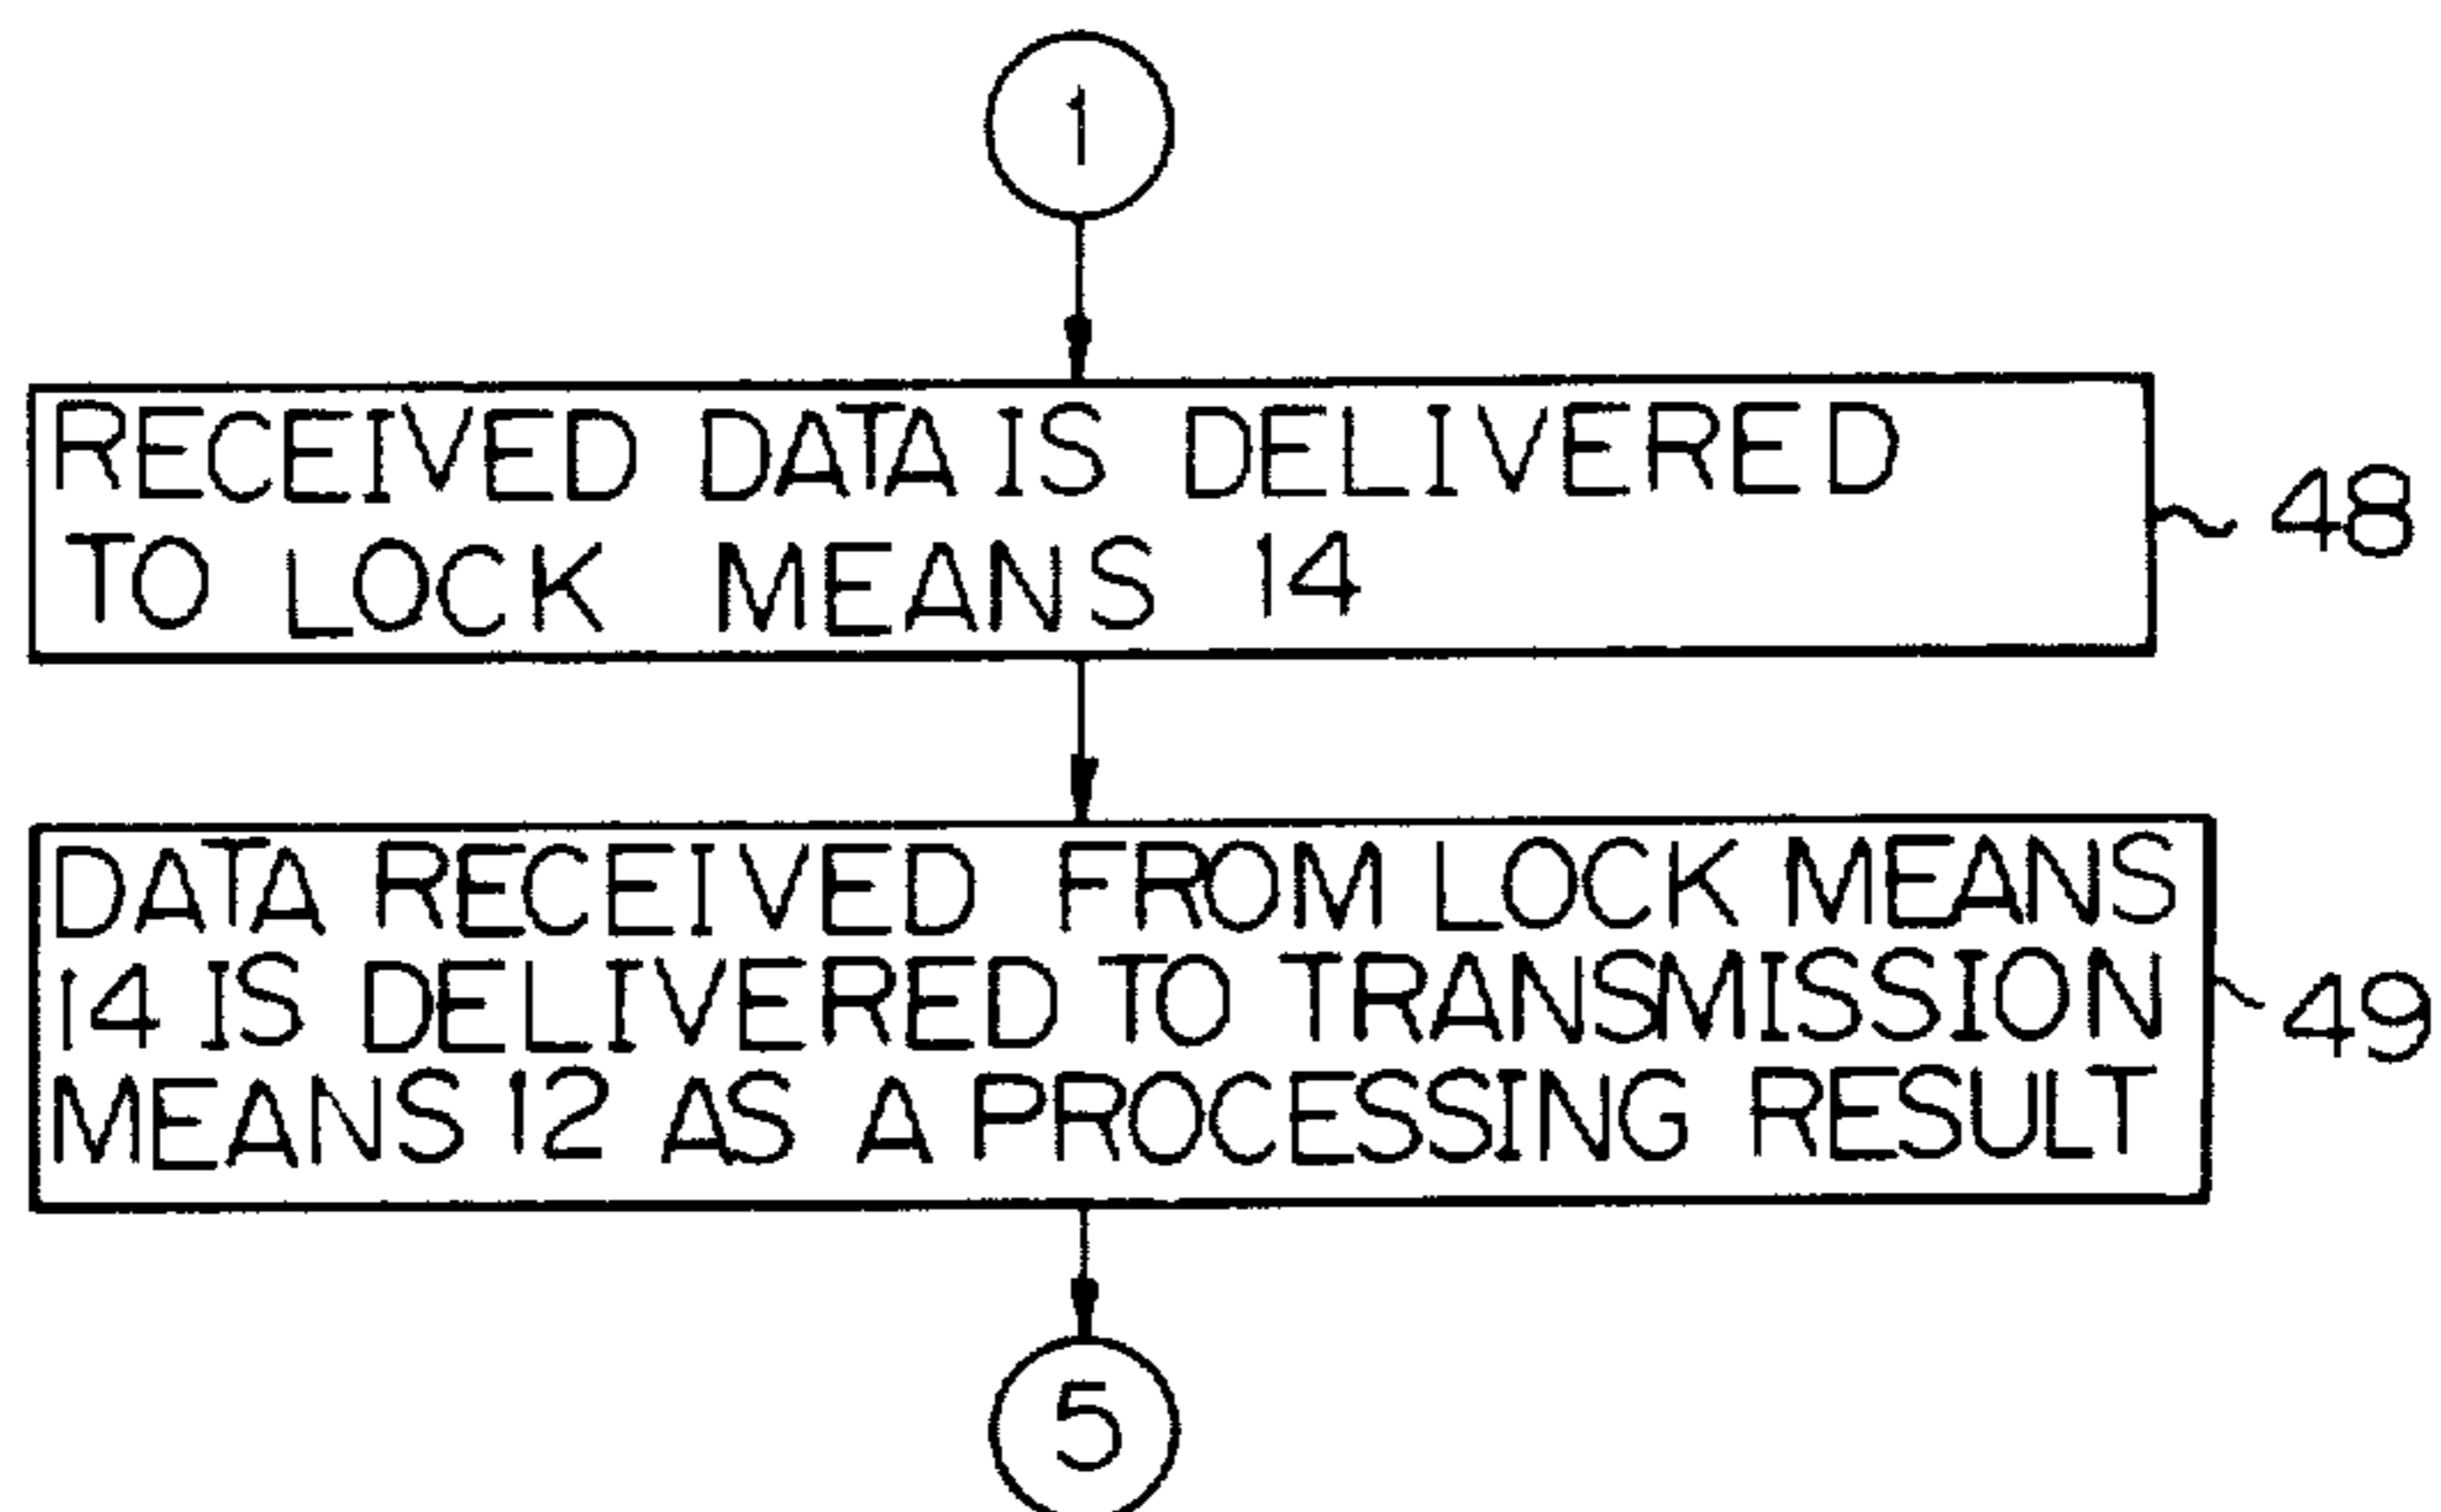 1
RECEIVED DATA IS DELIVERED
TO LOCK MEANS 14
48
DATA RECEIVED FROM LOCK MEANS
14 IS DELIVERED TO TRANSMISSION
MEANS 12 AS A PROCESSING RESULT
49
5